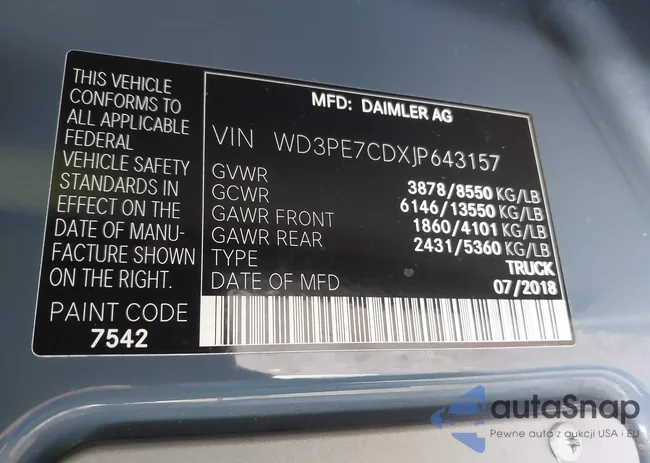 THIS VEHICLE
CONFORMS TO
ALL APPLICABLE
FEDERAL
VEHICLE SAFETY
STANDARDS IN
EFFECT ON THE
DATE OF MANU-
FACTURE SHOWN
ON THE RIGHT.
PAINT CODE
7542
MFD: DAIMLER AG
VIN WD3PE7CDXJP643157
GVWR 3878/8550 KG/LB
GCWR 6146/13550 KG/LB
GAWR FRONT 1860/4101 KG/LB
GAWR REAR 2431/5360 KG/LB
TYPE TRUCK
DATE OF MFD 07/2018
autaSnap
Pewne auto z aukcji USA i EU